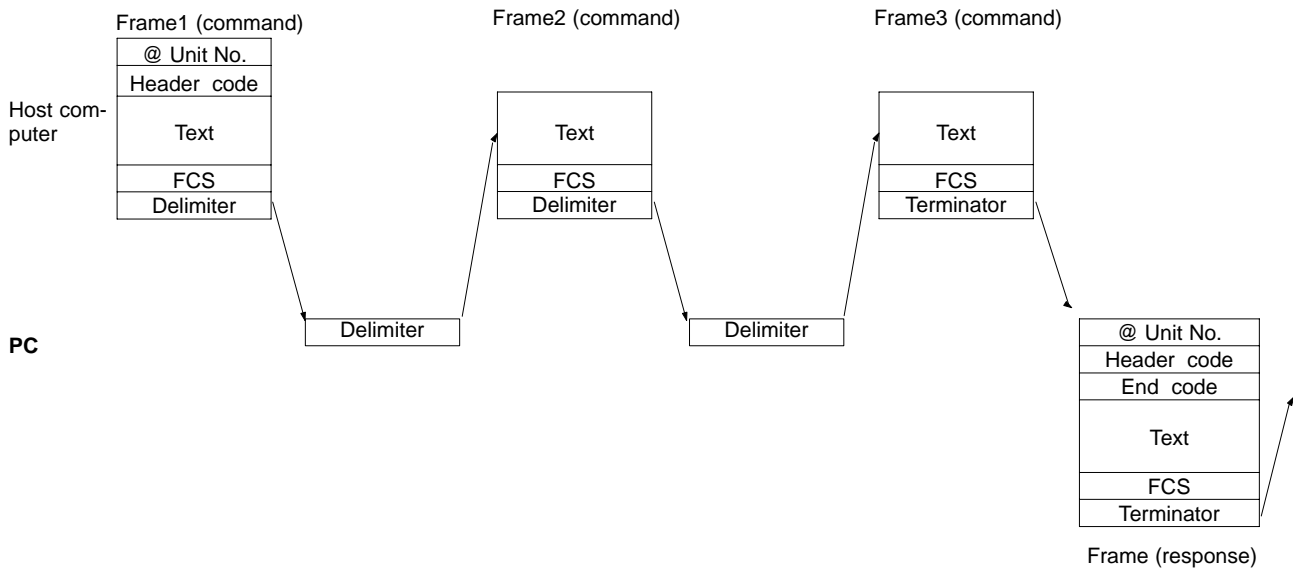 Frame1 (command)
@ Unit No.
Header code
Text
FCS
Delimiter
Host com-
puter
Frame2 (command)
Text
FCS
Delimiter
Frame3 (command)
Text
FCS
Terminator
PC
Delimiter
Delimiter
@ Unit No.
Header code
End code
Text
FCS
Terminator
Frame (response)